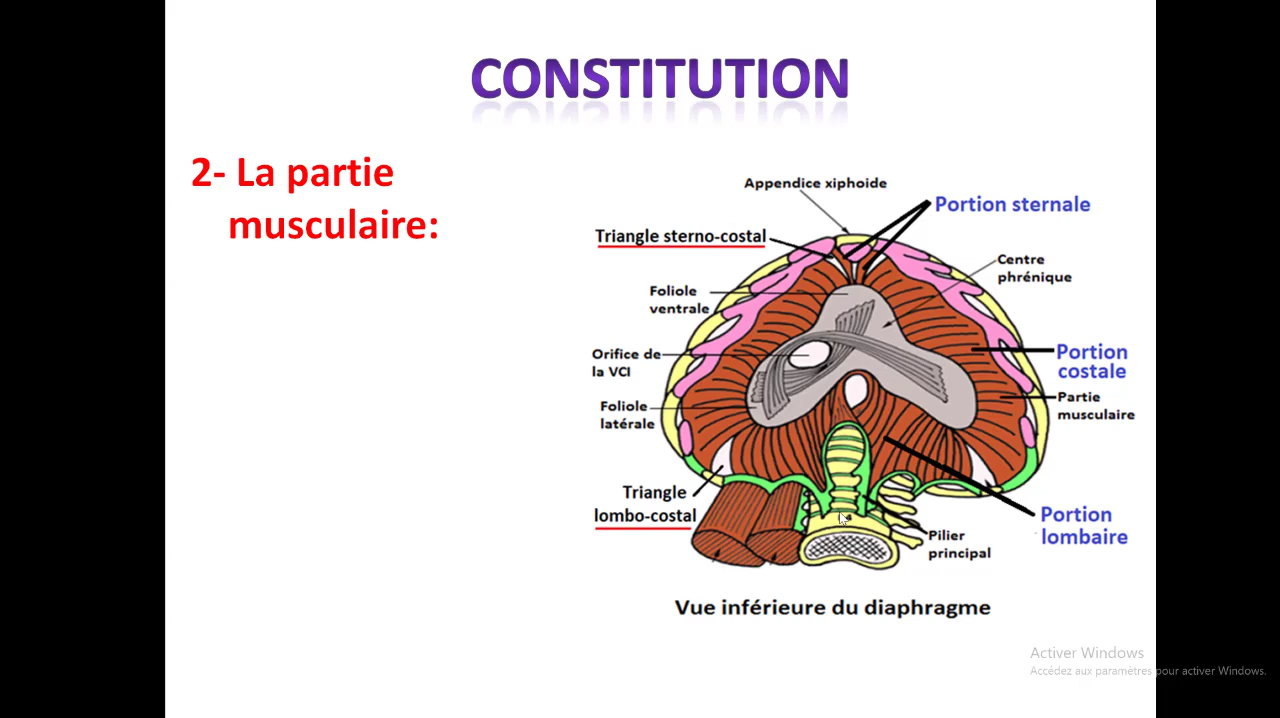 CONSTITUTION
2- La partie
musculaire:
Appendice xiphoide
Portion sternale
Triangle sterno-costal
Centre
phrénique
Foliole
ventrale
Orifice de
la VCI
Portion
costale
Foliole
latérale
Partie
musculaire
Triangle
lombo-costal
Portion
lombaire
Pilier
principal
Vue inférieure du diaphragme
Activer Windows
Accédez aux paramètres pour activer Windows.